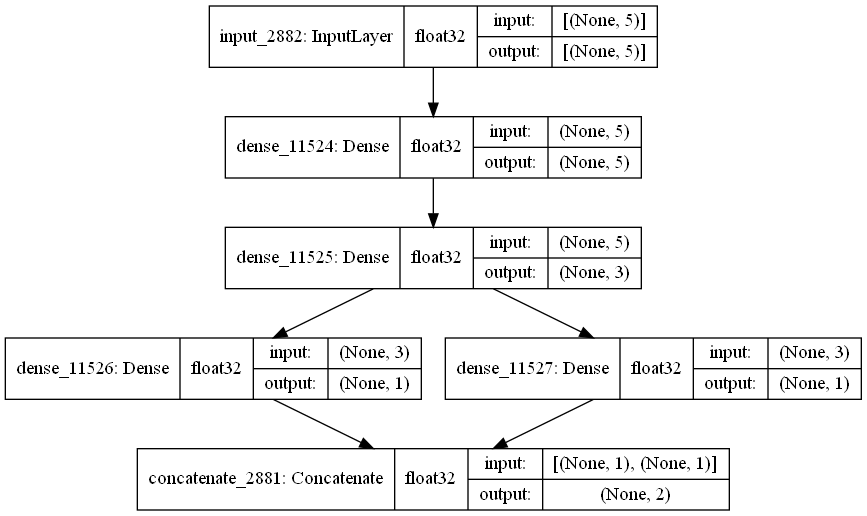 input_2882: InputLayer float32 input: [(None, 5)]
output: [(None, 5)]
dense_11524: Dense float32 input: (None, 5)
output: (None, 5)
dense_11525: Dense float32 input: (None, 5)
output: (None, 3)
dense_11526: Dense float32 input: (None, 3)
output: (None, 1)
dense_11527: Dense float32 input: (None, 3)
output: (None, 1)
concatenate_2881: Concatenate float32 input: [(None, 1), (None, 1)]
output: (None, 2)